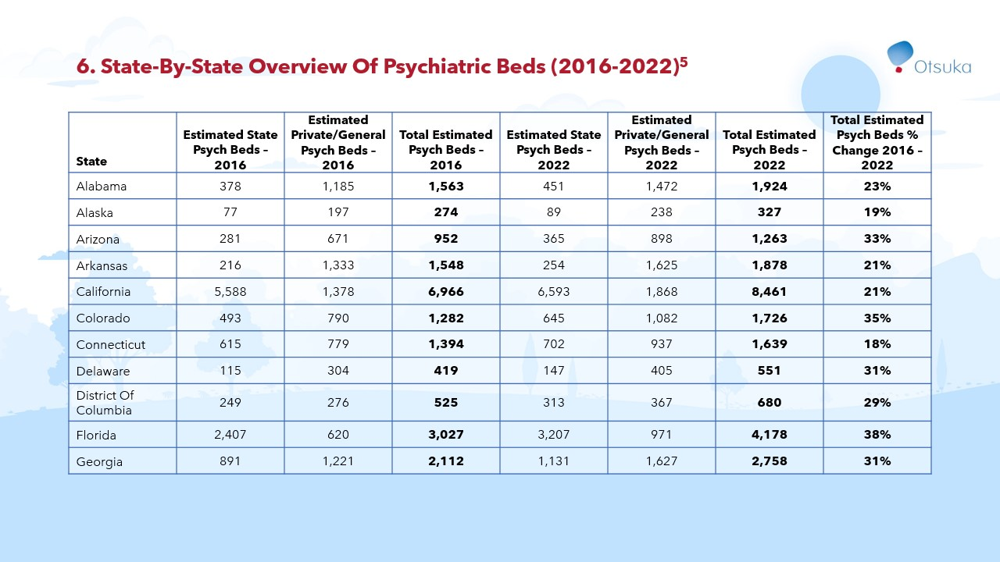 6. State-By-State Overview Of Psychiatric Beds (2016-2022)5
Otsuka
State
Estimated State
Psych Beds –
2016
Estimated
Private/General
Psych Beds –
2016
Total Estimated
Psych Beds –
2016
Estimated State
Psych Beds –
2022
Estimated
Private/General
Psych Beds –
2022
Total Estimated
Psych Beds –
2022
Total Estimated
Psych Beds %
Change 2016 –
2022
Alabama 378 1,185 1,563 451 1,472 1,924 23%
Alaska 77 197 274 89 238 327 19%
Arizona 281 671 952 365 898 1,263 33%
Arkansas 216 1,333 1,548 254 1,625 1,878 21%
California 5,588 1,378 6,966 6,593 1,868 8,461 21%
Colorado 493 790 1,282 645 1,082 1,726 35%
Connecticut 615 779 1,394 702 937 1,639 18%
Delaware 115 304 419 147 405 551 31%
District Of
Columbia 249 276 525 313 367 680 29%
Florida 2,407 620 3,027 3,207 971 4,178 38%
Georgia 891 1,221 2,112 1,131 1,627 2,758 31%